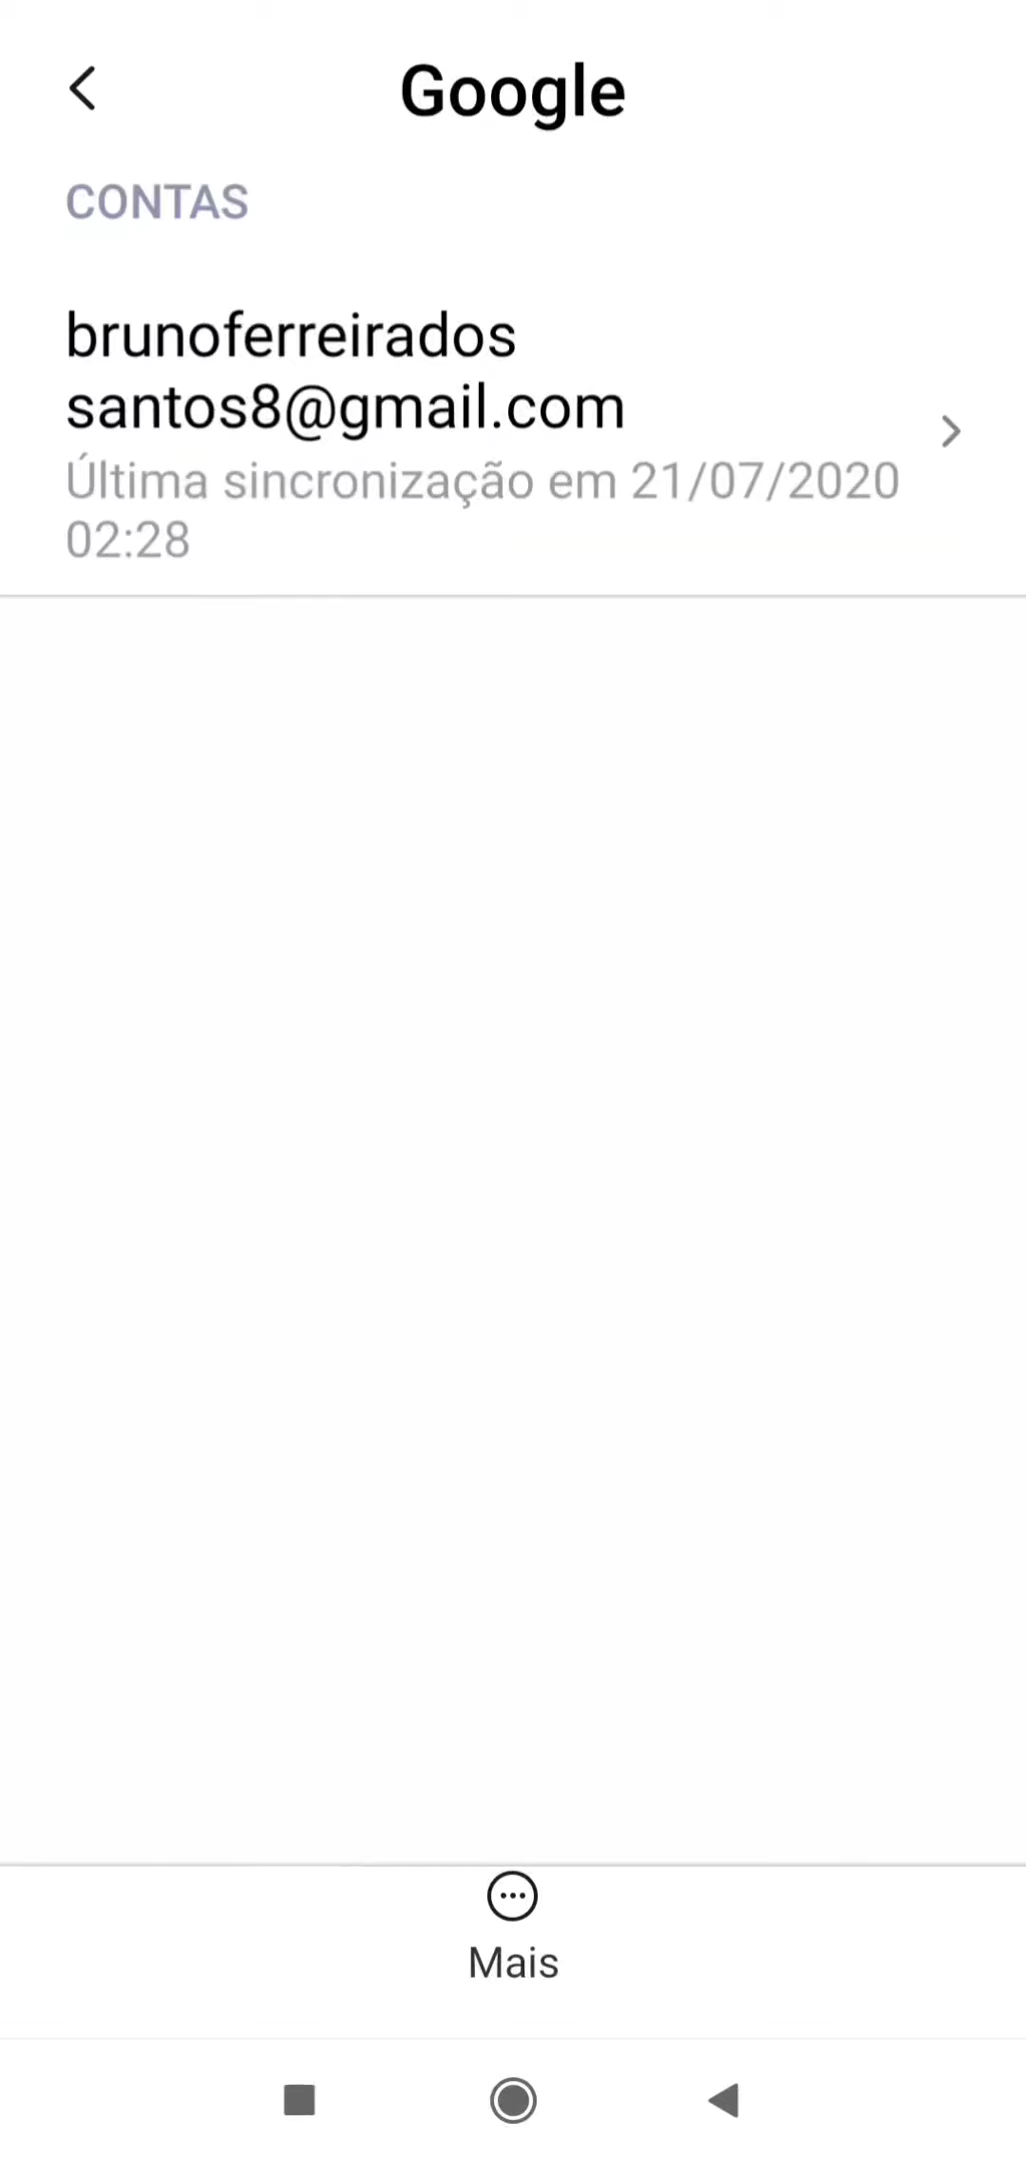 Google
CONTAS
brunoferreirados
santos8@gmail.com
Última sincronização em 21/07/2020
02:28
Mais